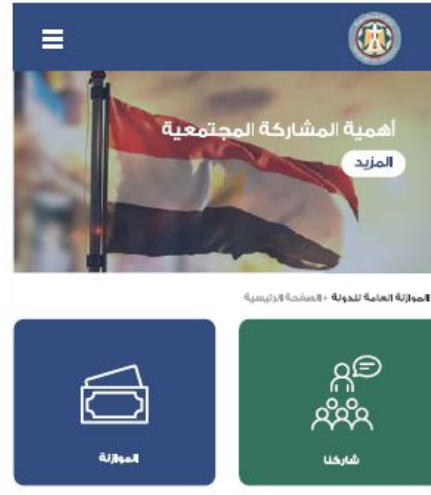 أهمية المشاركة المجتمعية
المزيد
الموازنة العامة للدولة > الصفحة الرئيسية
شاركنا
الموازنة